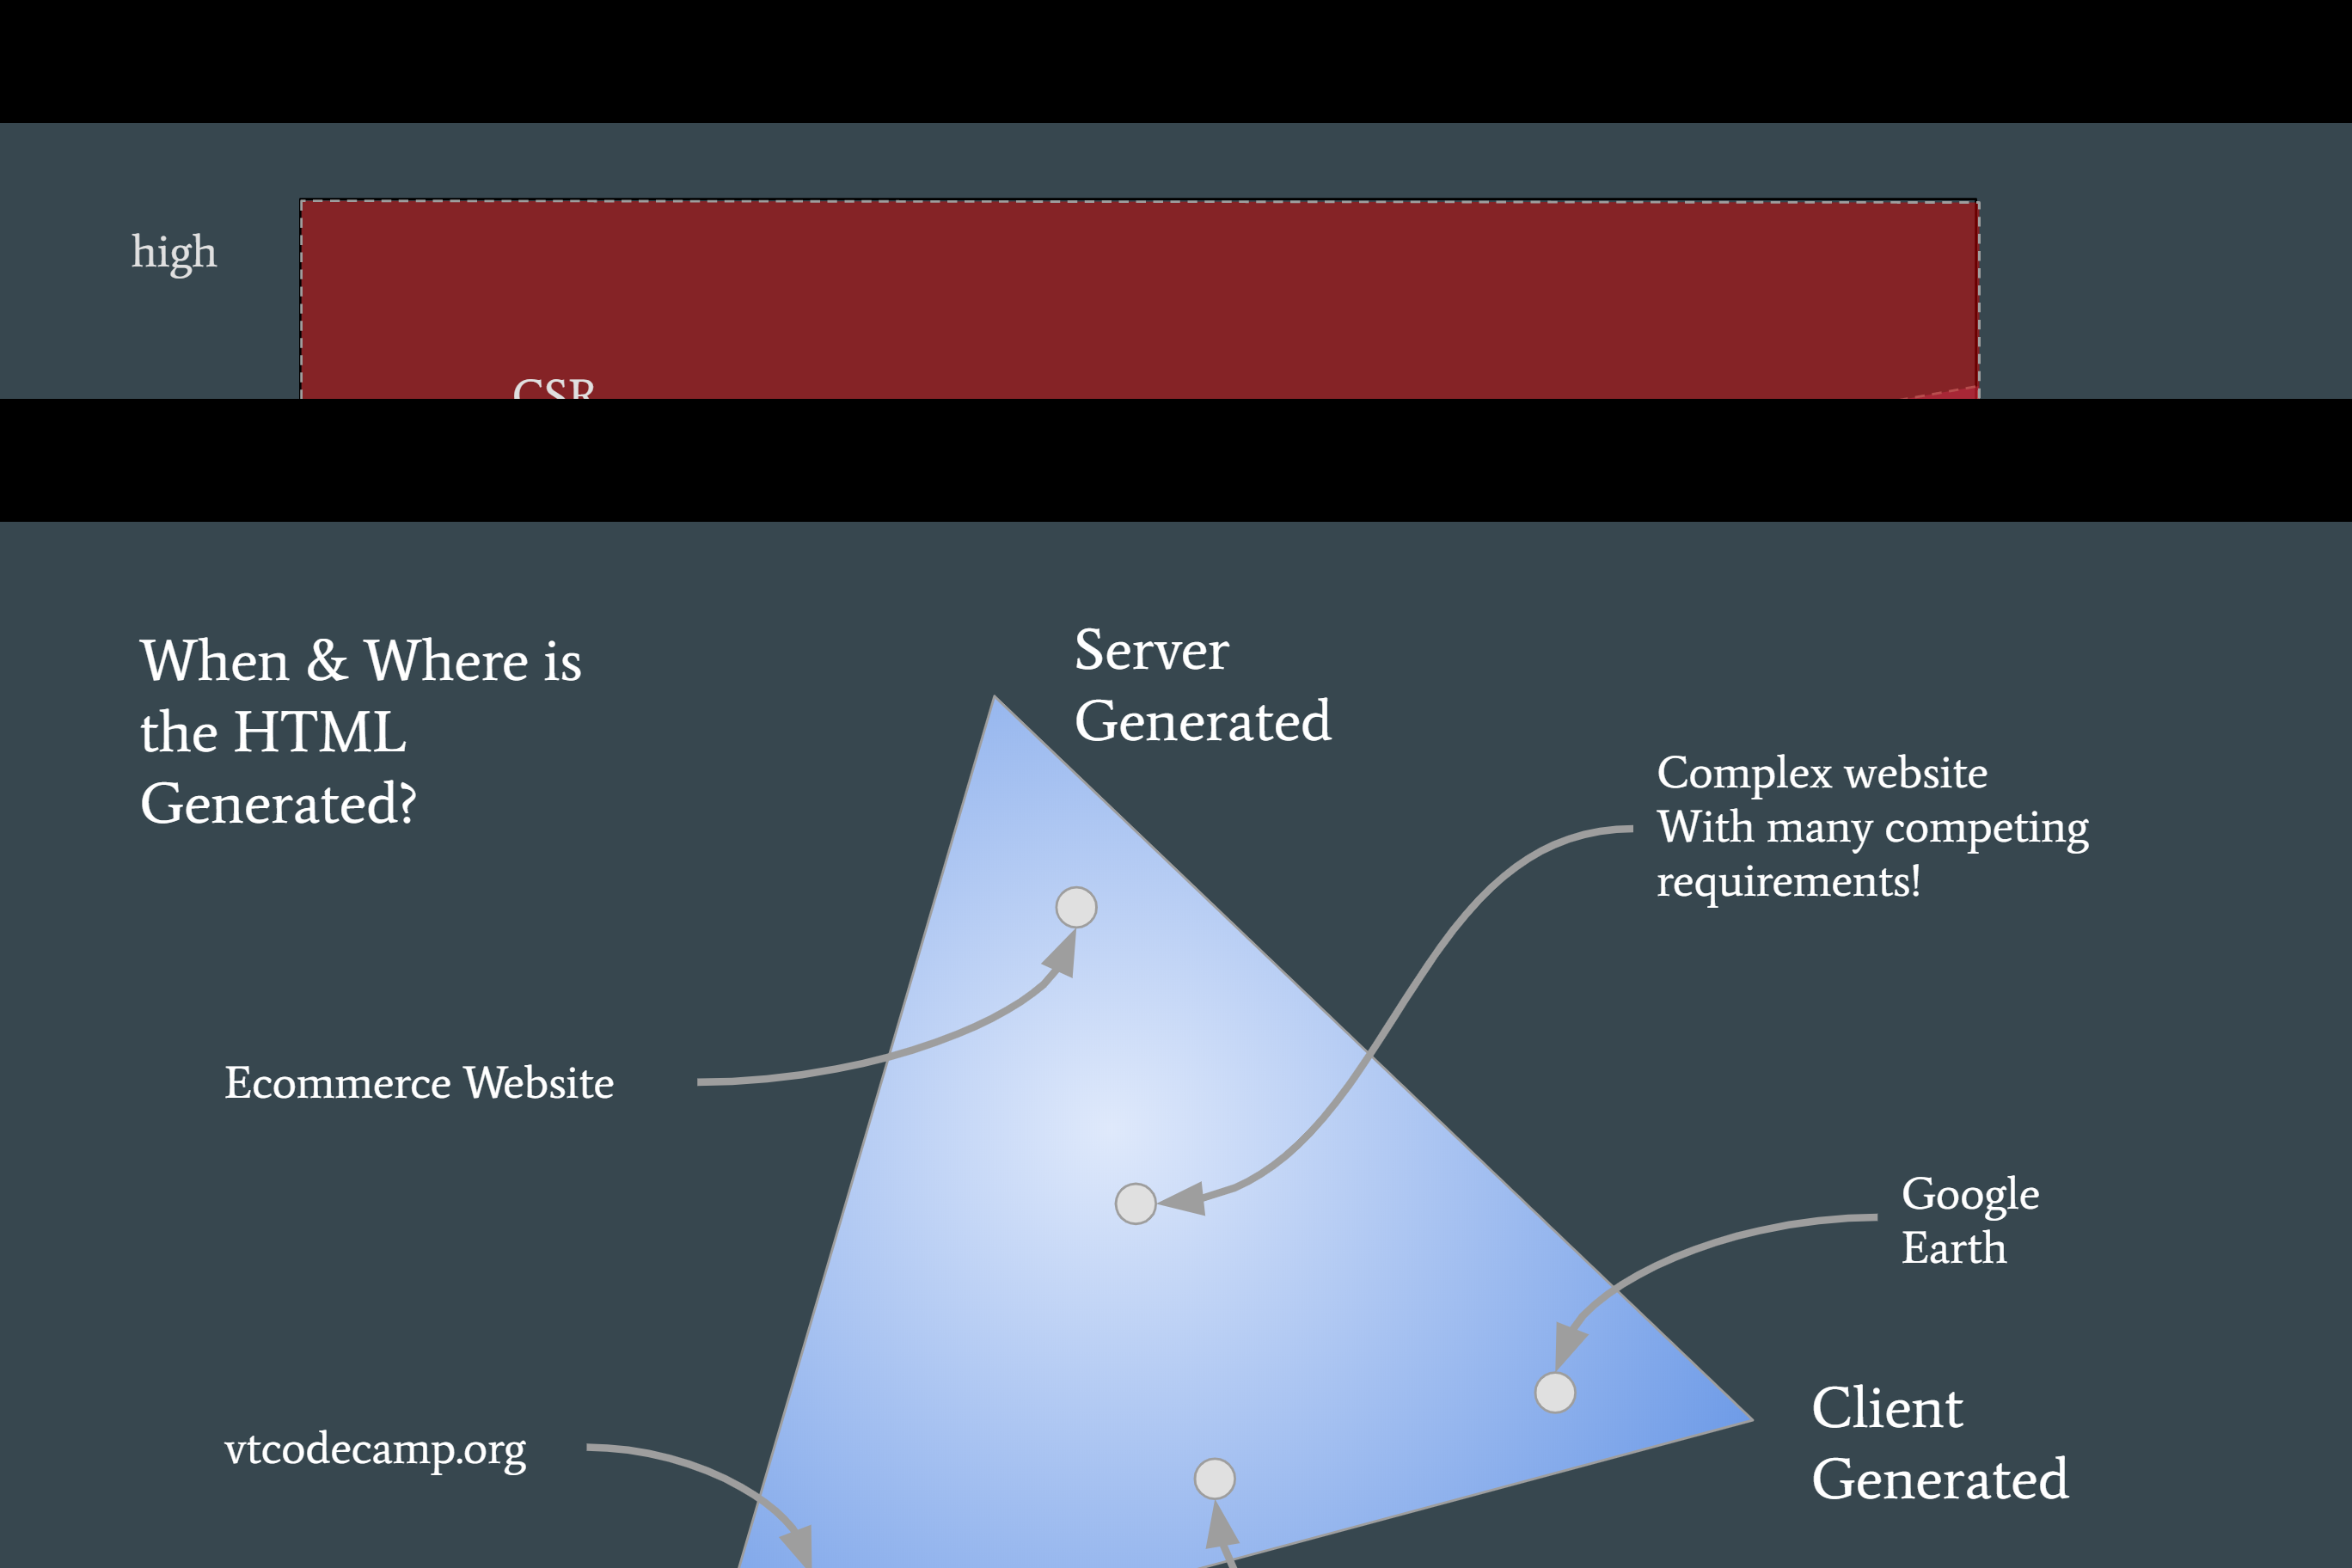 high
CSR
When & Where is
the HTML
Generated?
Server
Generated
Complex website
With many competing
requirements!
Ecommerce Website
Google
Earth
Client
Generated
vtcodecamp.org